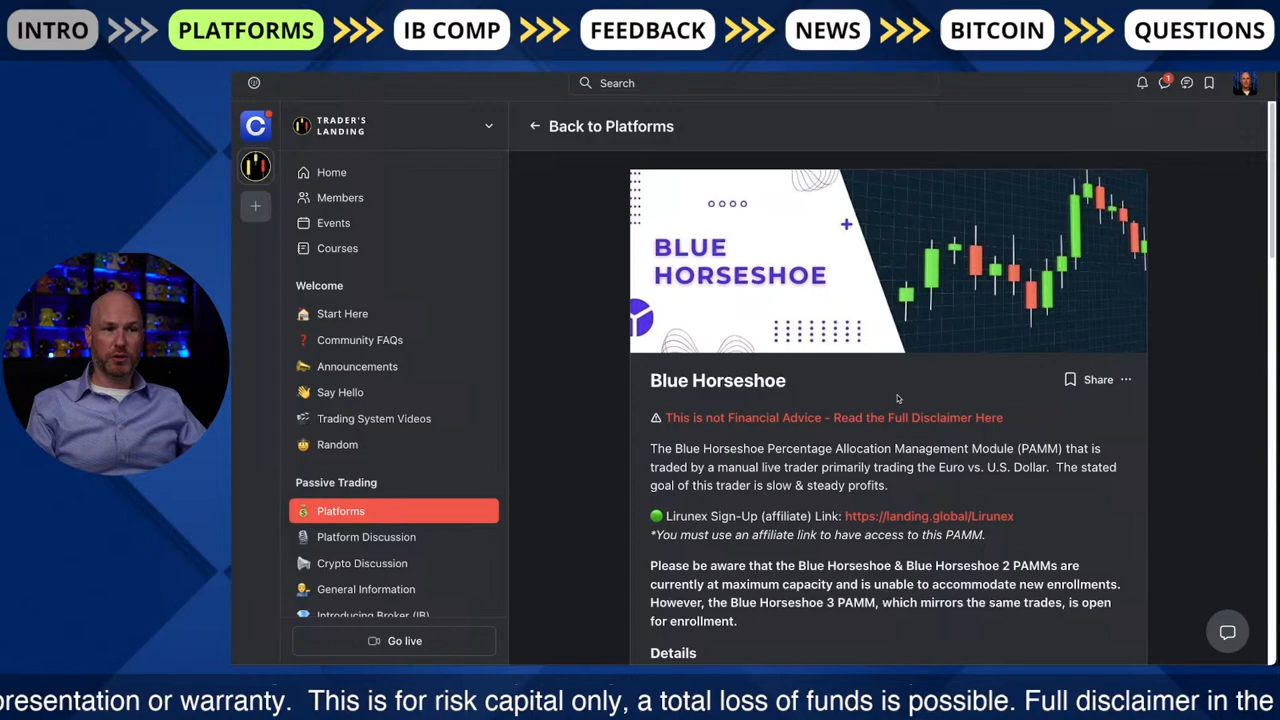 INTRO
PLATFORMS
IB COMP
FEEDBACK
NEWS
BITCOIN
QUESTIONS
Search
1
TRADER'S
LANDING
Home
Members
Events
Courses
Welcome
Start Here
Community FAQs
Announcements
Say Hello
Trading System Videos
Random
Passive Trading
Platforms
Platform Discussion
Crypto Discussion
General Information
Introducing Broker (IB)
Go live
Back to Platforms
BLUE
HORSESHOE
Blue Horseshoe
Share
This is not Financial Advice - Read the Full Disclaimer Here
The Blue Horseshoe Percentage Allocation Management Module (PAMM) that is
traded by a manual live trader primarily trading the Euro vs. U.S. Dollar. The stated
goal of this trader is slow & steady profits.
Lirunex Sign-Up (affiliate) Link: https://landing.global/Lirunex
*You must use an affiliate link to have access to this PAMM.
Please be aware that the Blue Horseshoe & Blue Horseshoe 2 PAMMs are
currently at maximum capacity and is unable to accommodate new enrollments.
However, the Blue Horseshoe 3 PAMM, which mirrors the same trades, is open
for enrollment.
Details
presentation or warranty. This is for risk capital only, a total loss of funds is possible. Full disclaimer in the